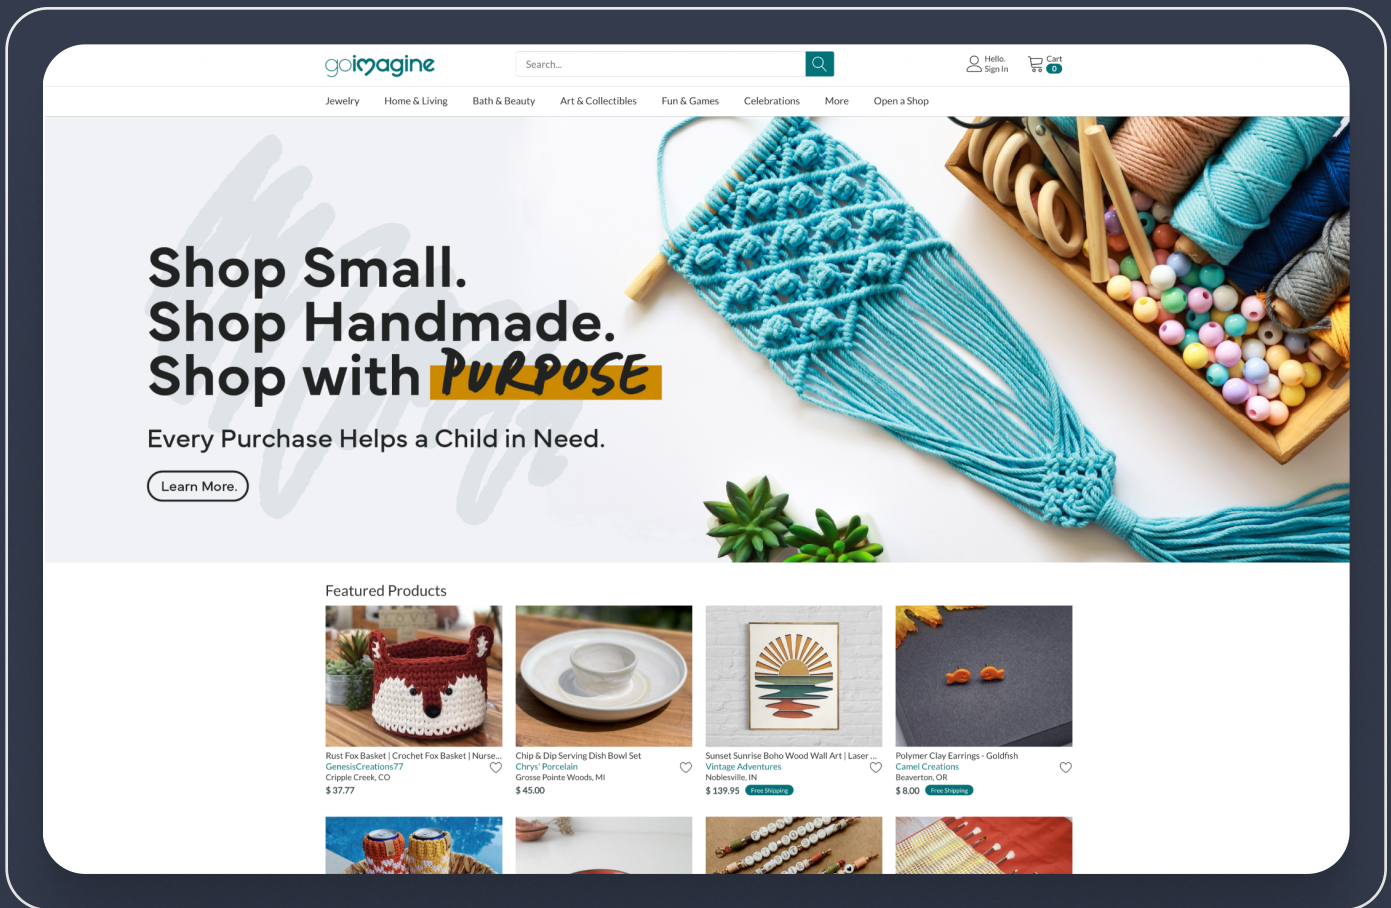 goimagine
Search...
Hello.
Sign In
Cart
0
Jewelry Home & Living Bath & Beauty Art & Collectibles Fun & Games Celebrations More Open a Shop
Shop Small.
Shop Handmade.
Shop with PURPOSE
Every Purchase Helps a Child in Need.
Learn More.
Featured Products
Rust Fox Basket | Crochet Fox Basket | Nurse...
GenesisCreations77
Cripple Creek, CO
$ 37.77
Chip & Dip Serving Dish Bowl Set
Chrys' Porcelain
Grosse Pointe Woods, MI
$ 45.00
Sunset Sunrise Boho Wood Wall Art | Laser ...
Vintage Adventures
Noblesville, IN
$ 139.95 Free Shipping
Polymer Clay Earrings - Goldfish
Camel Creations
Beaverton, OR
$ 8.00 Free Shipping